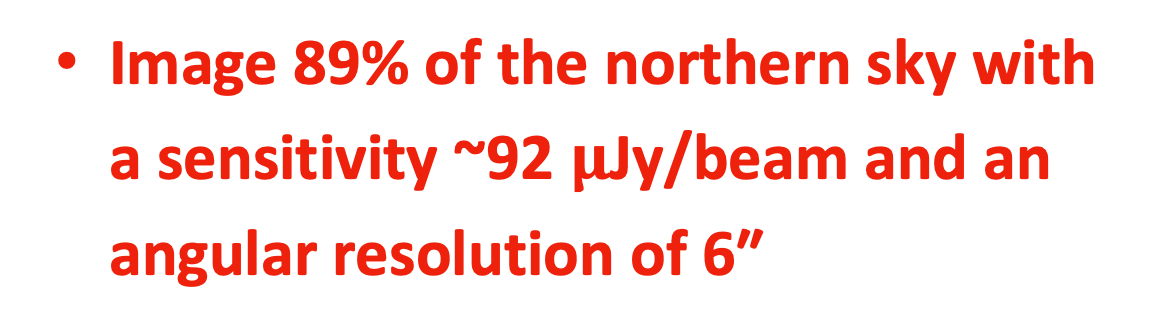 • Image 89% of the northern sky with
a sensitivity ~92 μJy/beam and an
angular resolution of 6″